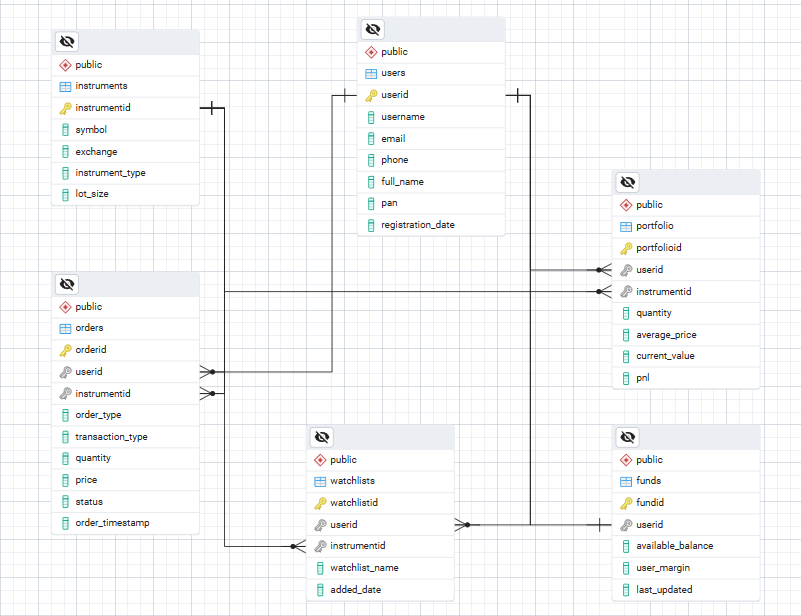 public
instruments
instrumentid
symbol
exchange
instrument_type
lot_size
public
users
userid
username
email
phone
full_name
pan
registration_date
public
portfolio
portfolioid
userid
instrumentid
quantity
average_price
current_value
pnl
public
orders
orderid
userid
instrumentid
order_type
transaction_type
quantity
price
status
order_timestamp
public
watchlists
watchlistid
userid
instrumentid
watchlist_name
added_date
public
funds
fundid
userid
available_balance
user_margin
last_updated